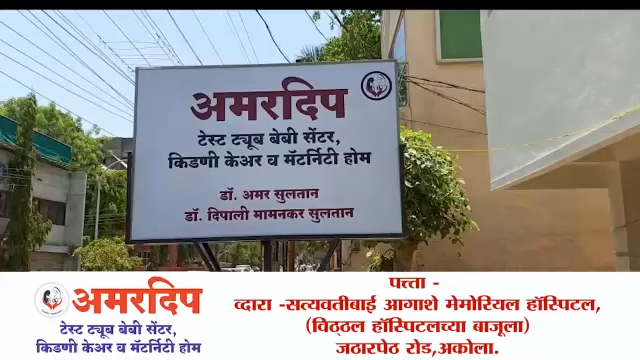 अमरदिप
टेस्ट ट्यूब बेबी सेंटर,
किडणी केअर व मॅटर्निटी होम
डॉ. अमर सुलतान
डॉ. दिपाली मामनकर सुलतान
अमरदिप
टेस्ट ट्यूब बेबी सेंटर,
किडणी केअर व मॅटर्निटी होम
पत्ता -
व्दारा -सत्यवतीबाई आगाशे मेमोरियल हॉस्पिटल,
(विठ्ठल हॉस्पिटलच्या बाजूला)
जठारपेठ रोड,अकोला.